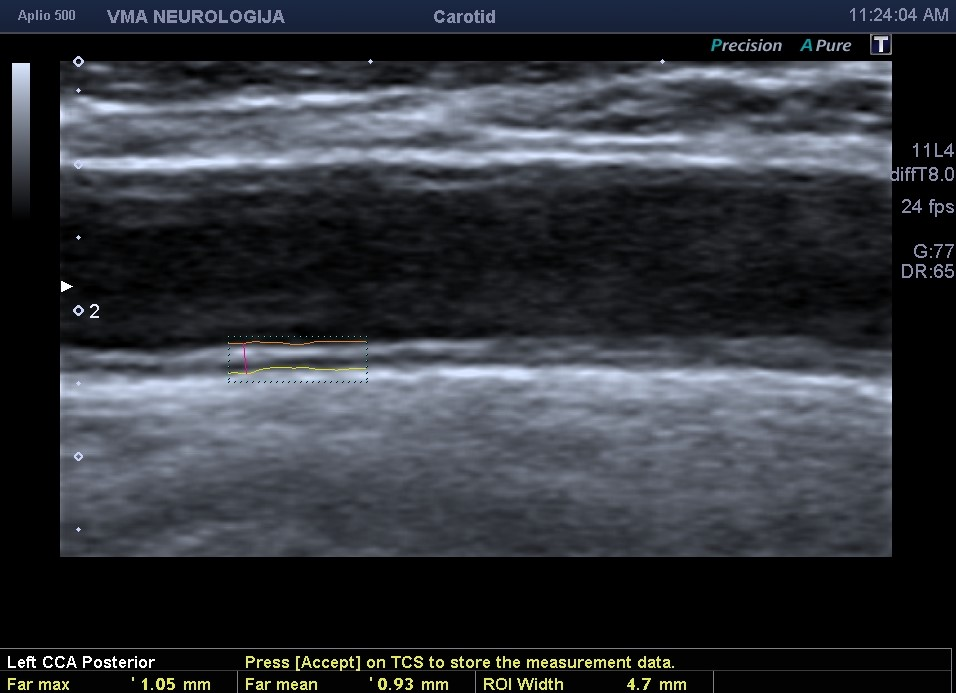 Aplio 500 VMA NEUROLOGIJA Carotid 11:24:04 AM
Precision A Pure T
11L4
diffT8.0
24 fps
G:77
DR:65
2
Left CCA Posterior Press [Accept] on TCS to store the measurement data.
Far max ' 1.05 mm Far mean ' 0.93 mm ROI Width 4.7 mm